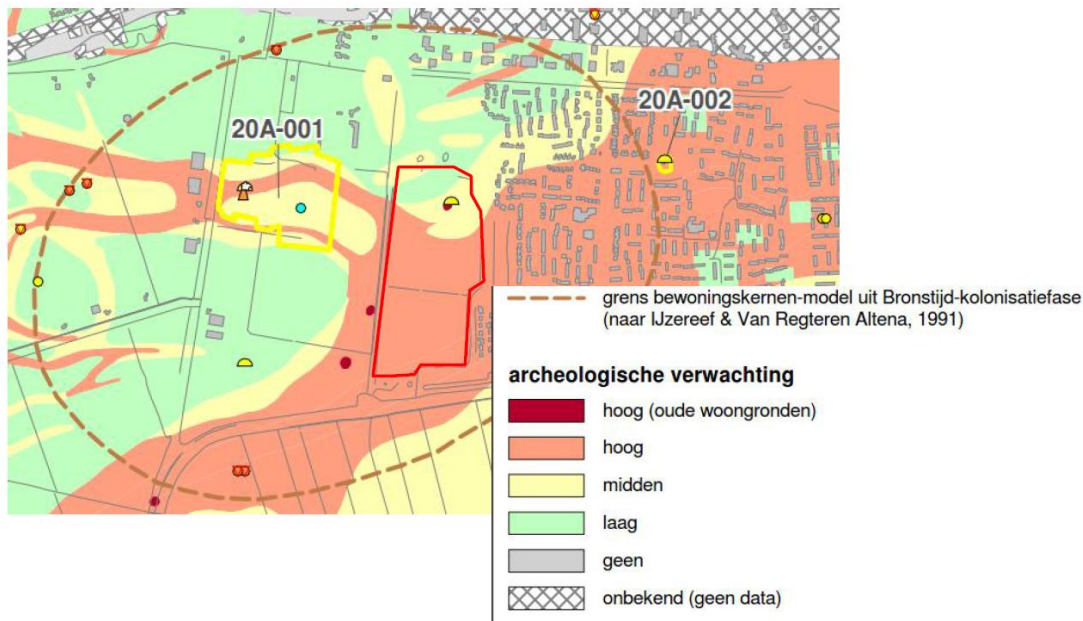 20A-001
20A-002
grens bewoningskernen-model uit Bronstijd-kolonisatiefase
(naar IJzereef & Van Regteren Altena, 1991)
archeologische verwachting
hoog (oude woongronden)
hoog
midden
laag
geen
onbekend (geen data)